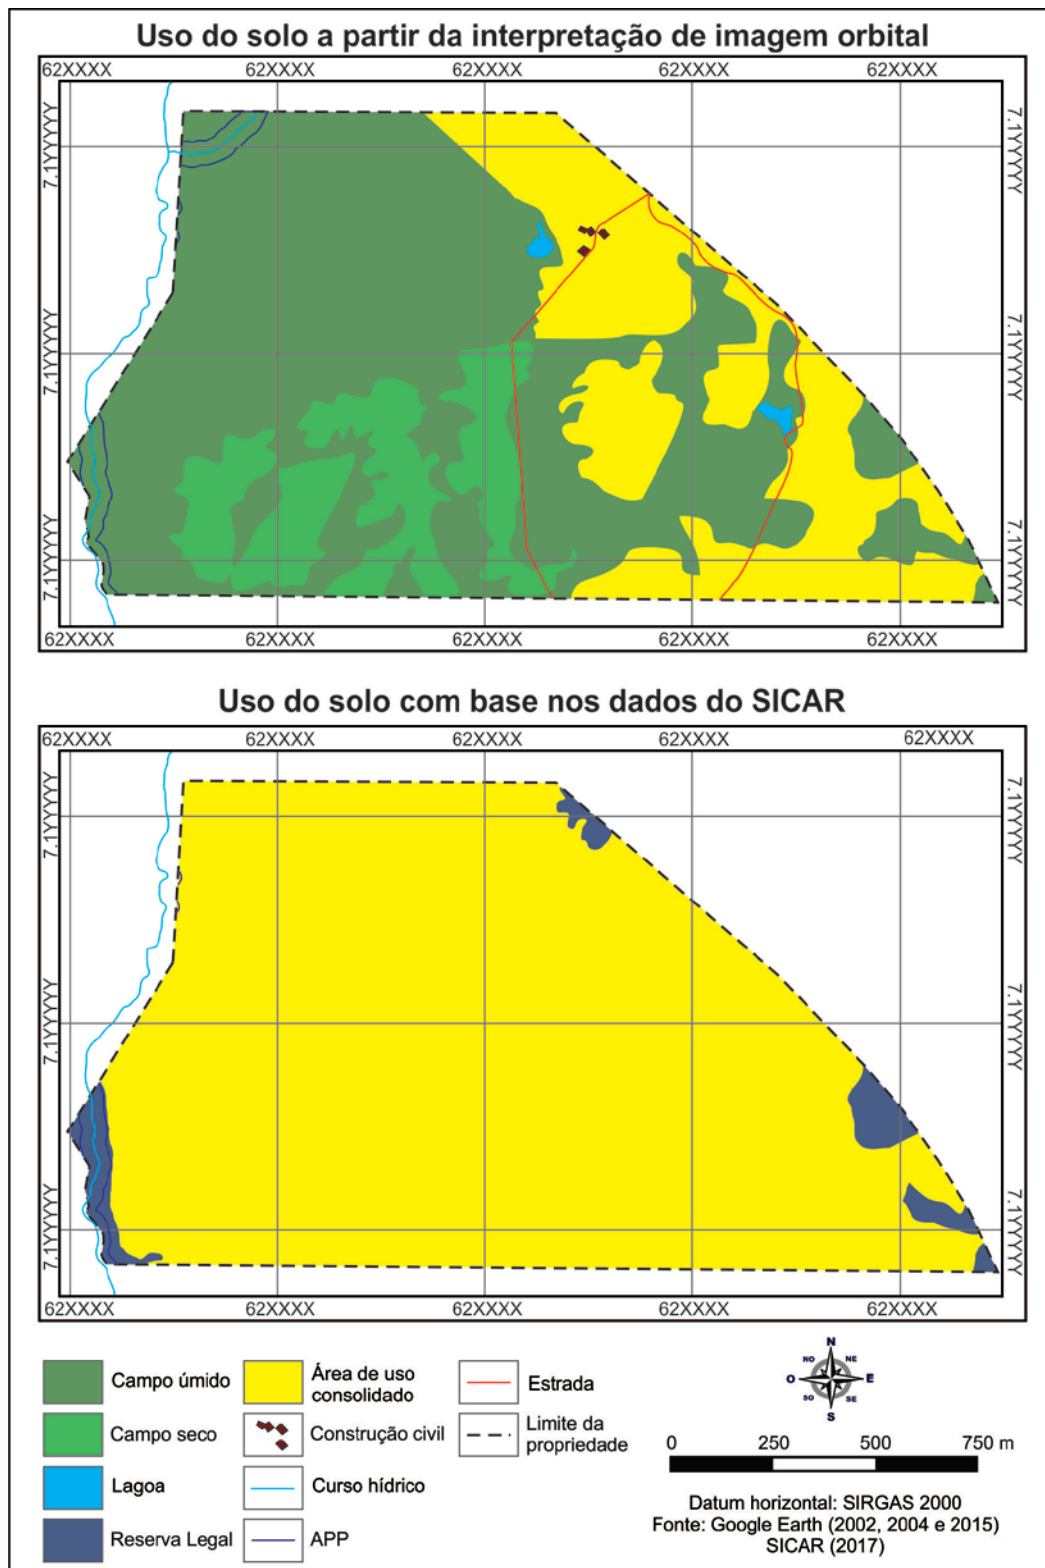 Uso do solo a partir da interpretação de imagem orbital
62XXXX 62XXXX 62XXXX 62XXXX 62XXXX
7.1YYYYY 7.1YYYYY
7.1YYYYY 7.1YYYYY
7.1YYYYY 7.1YYYYY
62XXXX 62XXXX 62XXXX 62XXXX 62XXXX
Uso do solo com base nos dados do SICAR
62XXXX 62XXXX 62XXXX 62XXXX 62XXXX
7.1YYYYY 7.1YYYYY
7.1YYYYY 7.1YYYYY
7.1YYYYY 7.1YYYYY
62XXXX 62XXXX 62XXXX 62XXXX 62XXXX
Campo úmido
Campo seco
Lagoa
Reserva Legal
Área de uso
consolidado
Construção civil
Curso hídrico
APP
Estrada
Limite da
propriedade
N
NO NE
O E
SO SE
S
0 250 500 750 m
Datum horizontal: SIRGAS 2000
Fonte: Google Earth (2002, 2004 e 2015)
SICAR (2017)